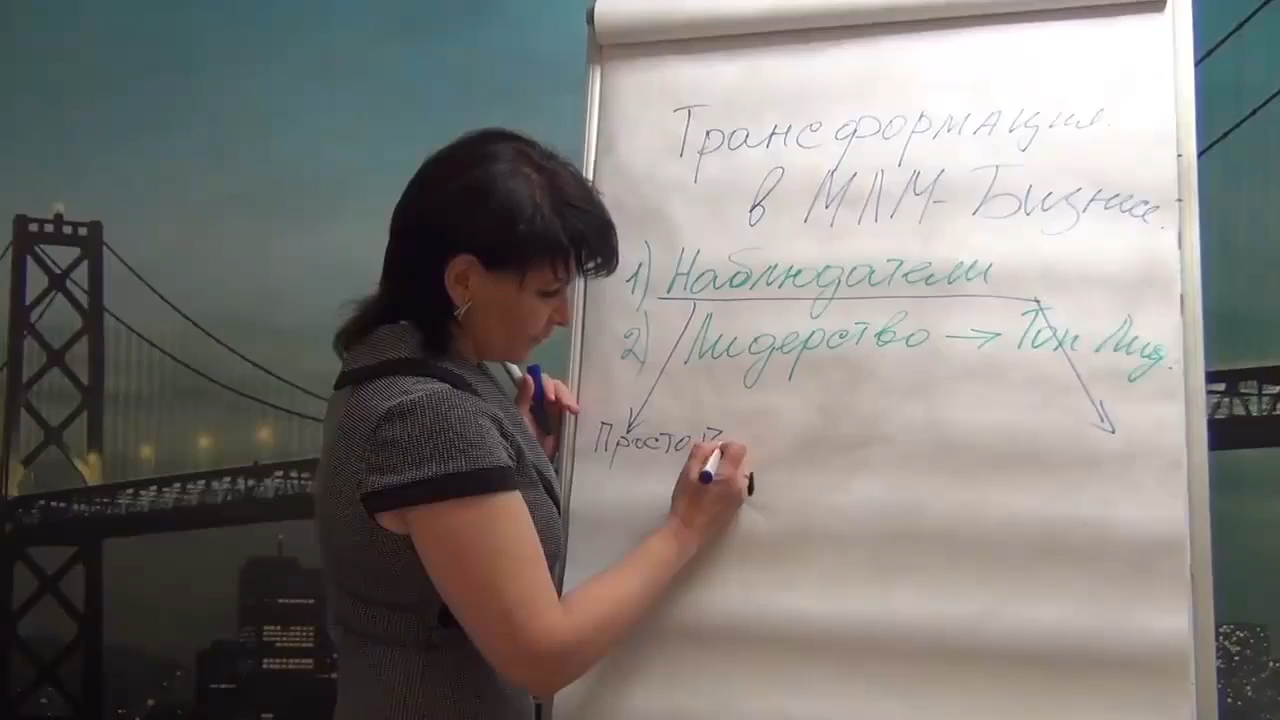 Трансформация
в МЛМ-Бизнесе.
1) Наблюдатели
2) Лидерство → Топ Лид.
Просто П